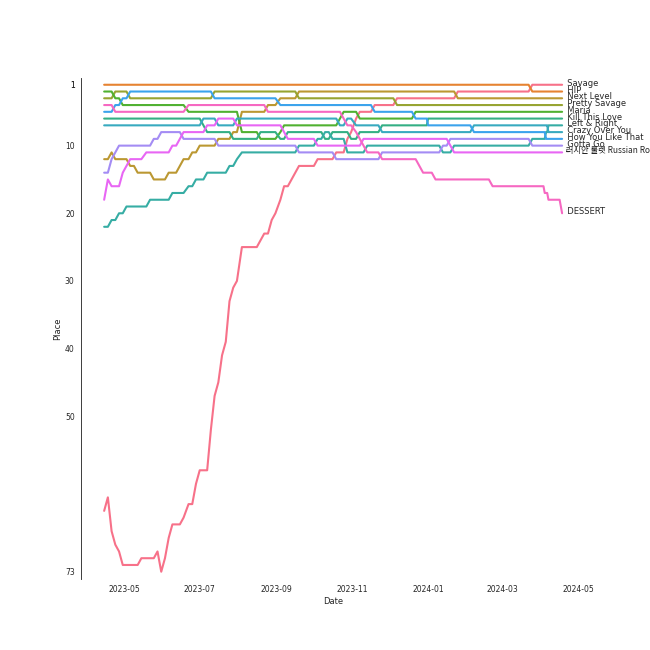 1
10
20
30
40
50
73
Place
2023-05
2023-07
2023-09
2023-11
2024-01
2024-03
2024-05
Date
Savage
HIP
Next Level
Pretty Savage
Maria
Kill This Love
Left & Right
Crazy Over You
How You Like That
Gotta Go
러시안 룰렛 Russian Ro
DESSERT